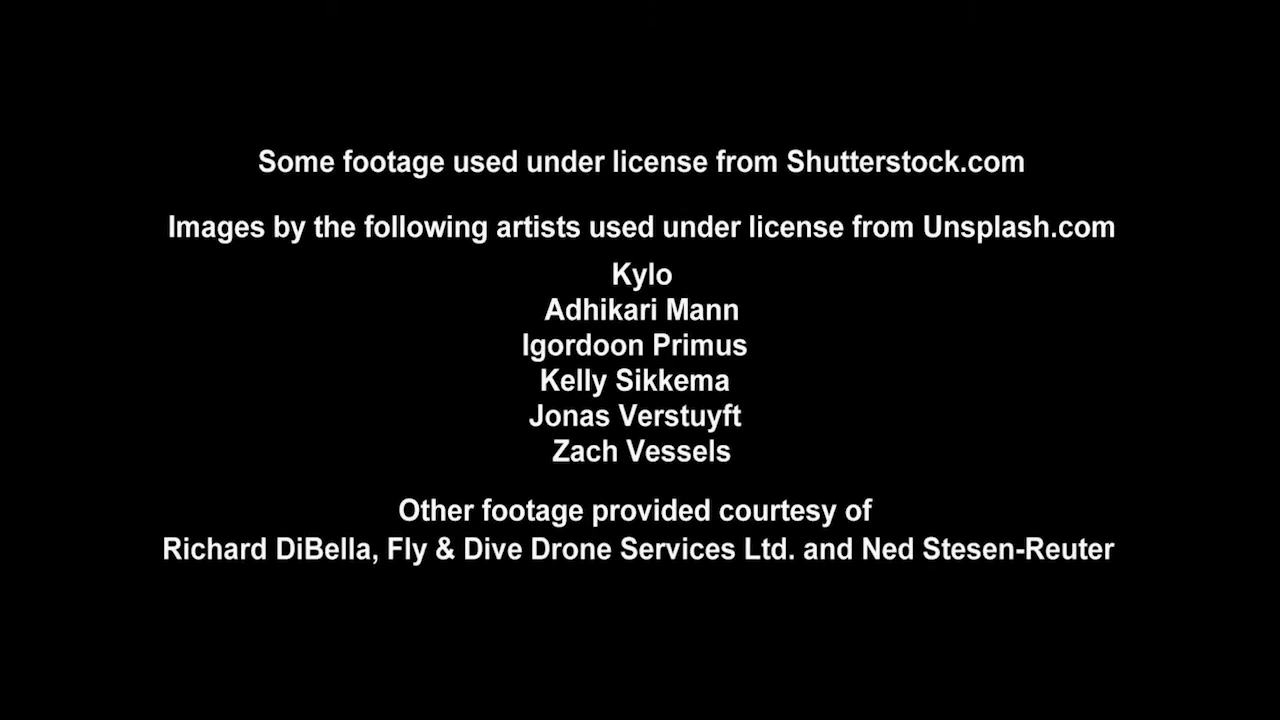 Some footage used under license from Shutterstock.com
Images by the following artists used under license from Unsplash.com
Kylo
Adhikari Mann
Igordoon Primus
Kelly Sikkema
Jonas Verstuyft
Zach Vessels
Other footage provided courtesy of
Richard DiBella, Fly & Dive Drone Services Ltd. and Ned Stesen-Reuter